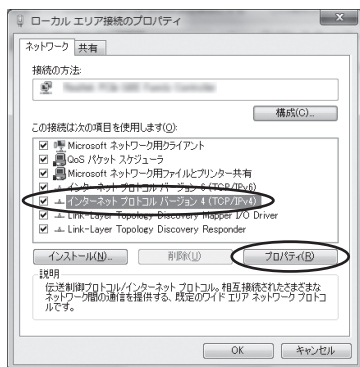 ローカル エリア接続のプロパティ
ネットワーク 共有
接続の方法:
構成(C)...
この接続は次の項目を使用します(O):
Microsoft ネットワーク用クライアント
QoS パケット スケジューラ
Microsoft ネットワーク用ファイルとプリンター共有
インターネット プロトコル バージョン 6 (TCP/IPv6)
インターネット プロトコル バージョン 4 (TCP/IPv4)
Link-Layer Topology Discovery Mapper I/O Driver
Link-Layer Topology Discovery Responder
インストール(N)... 削除(U) プロパティ(R)
説明
伝送制御プロトコル/インターネット プロトコル。相互接続されたさまざまな
ネットワーク間の通信を提供する、既定のワイド エリア ネットワーク プロトコ
ルです。
OK キャンセル